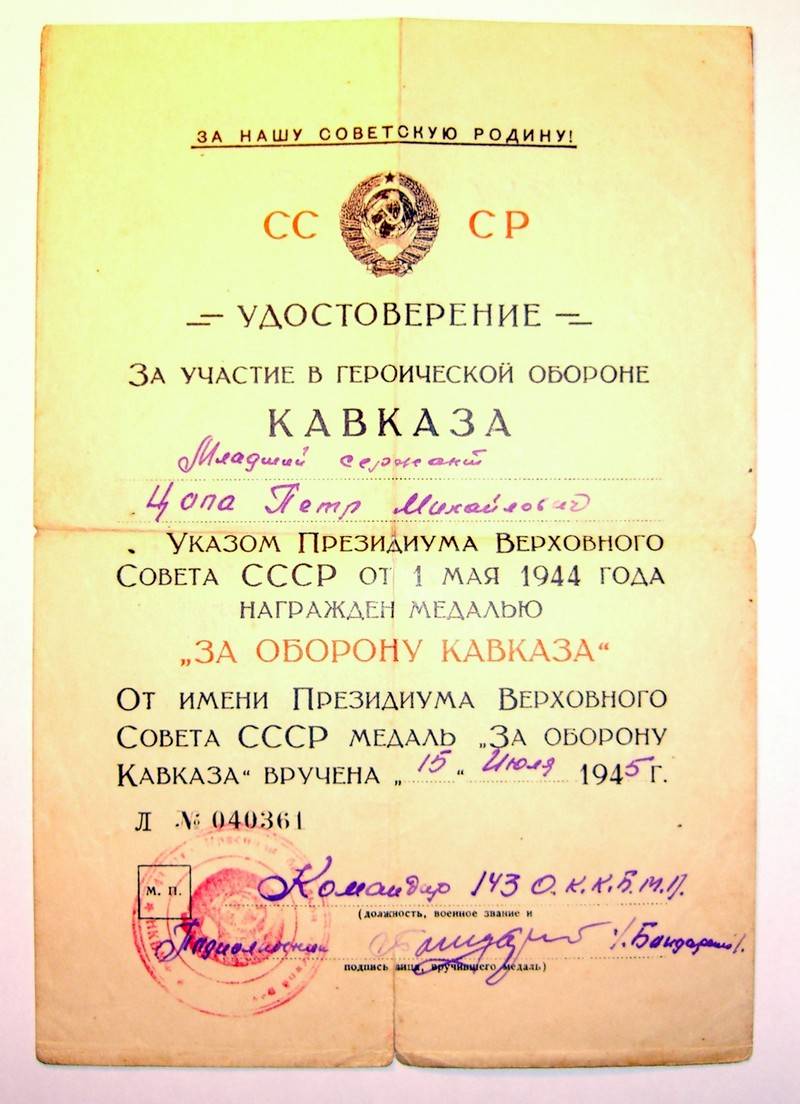 ЗА НАШУ СОВЕТСКУЮ РОДИНУ!
СС СР
УДОСТОВЕРЕНИЕ
ЗА УЧАСТИЕ В ГЕРОИЧЕСКОЙ ОБОРОНЕ
КАВКАЗА
Младший сержант
Цопа Петр Михайлович
УКАЗОМ ПРЕЗИДИУМА ВЕРХОВНОГО
СОВЕТА СССР ОТ 1 МАЯ 1944 ГОДА
НАГРАЖДЕН МЕДАЛЬЮ
„ЗА ОБОРОНУ КАВКАЗА“
ОТ ИМЕНИ ПРЕЗИДИУМА ВЕРХОВНОГО
СОВЕТА СССР МЕДАЛЬ „ЗА ОБОРОНУ
КАВКАЗА“ ВРУЧЕНА „15“ Июля 1945 г.
Л № 040361
М. П.
Командир 143 О.К.К.Б.М.П.
(должность, военное звание и
/Бондаренко/.
подпись лица, вручившего медаль)